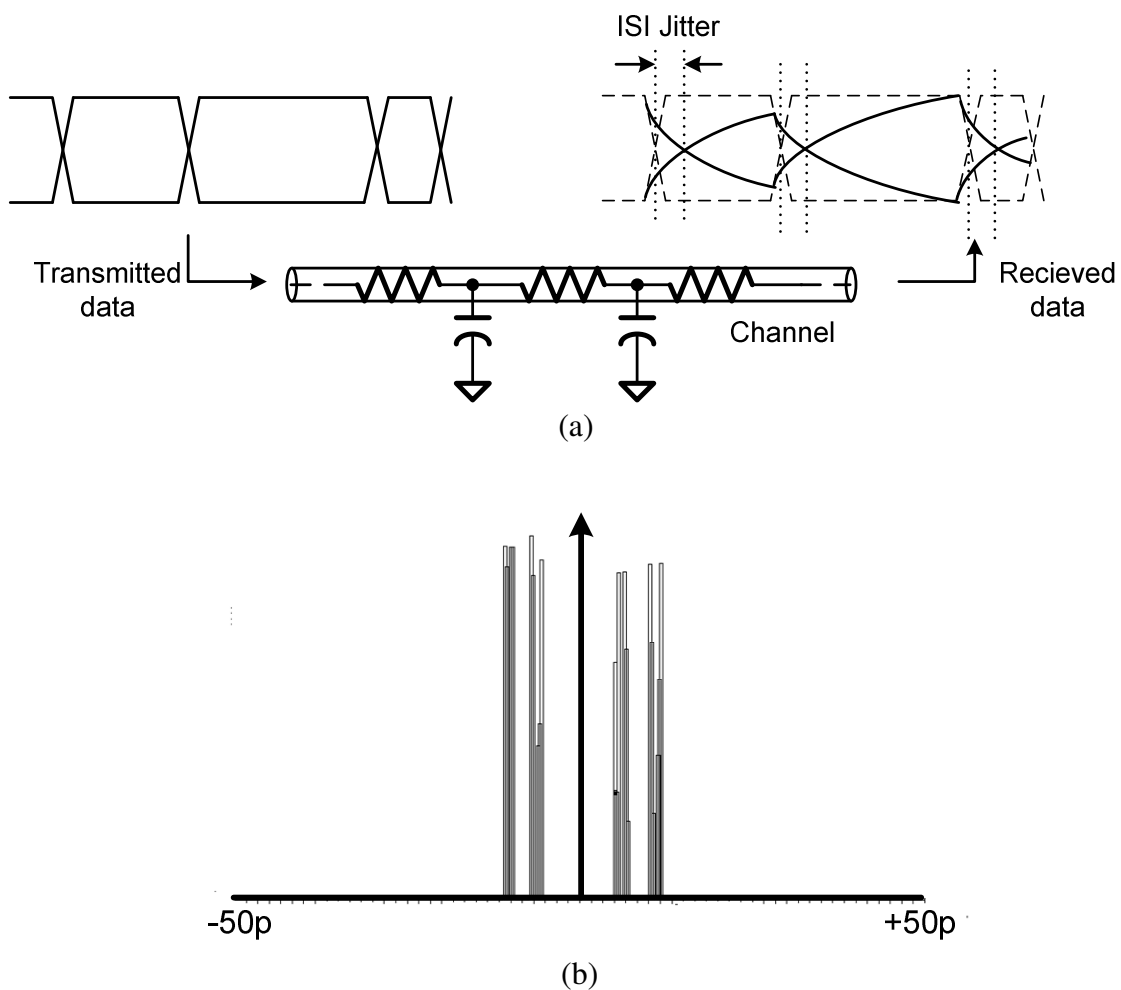 ISI Jitter
Transmitted
data
Channel
Recieved
data
(a)
-50p
+50p
(b)